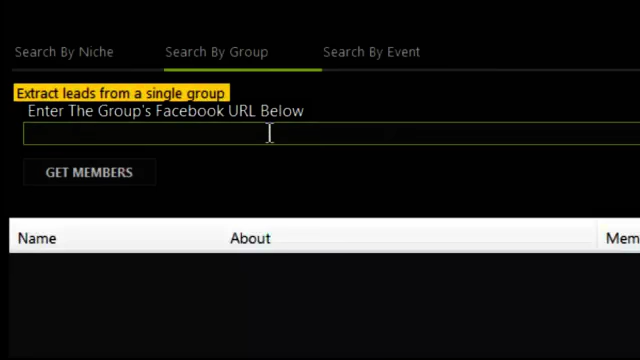 Search By Niche Search By Group Search By Event
Extract leads from a single group
Enter The Group's Facebook URL Below
GET MEMBERS
Name About Mem